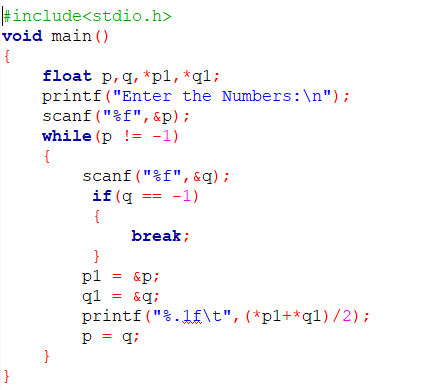 #include<stdio.h>
void main()
{
    float p,q,*p1,*q1;
    printf("Enter the Numbers:\n");
    scanf("%f",&p);
    while(p != -1)
    {
        scanf("%f",&q);
         if(q == -1)
         {
             break;
         }
        p1 = &p;
        q1 = &q;
        printf("%.1f\t",(*p1+*q1)/2);
        p = q;
    }
}